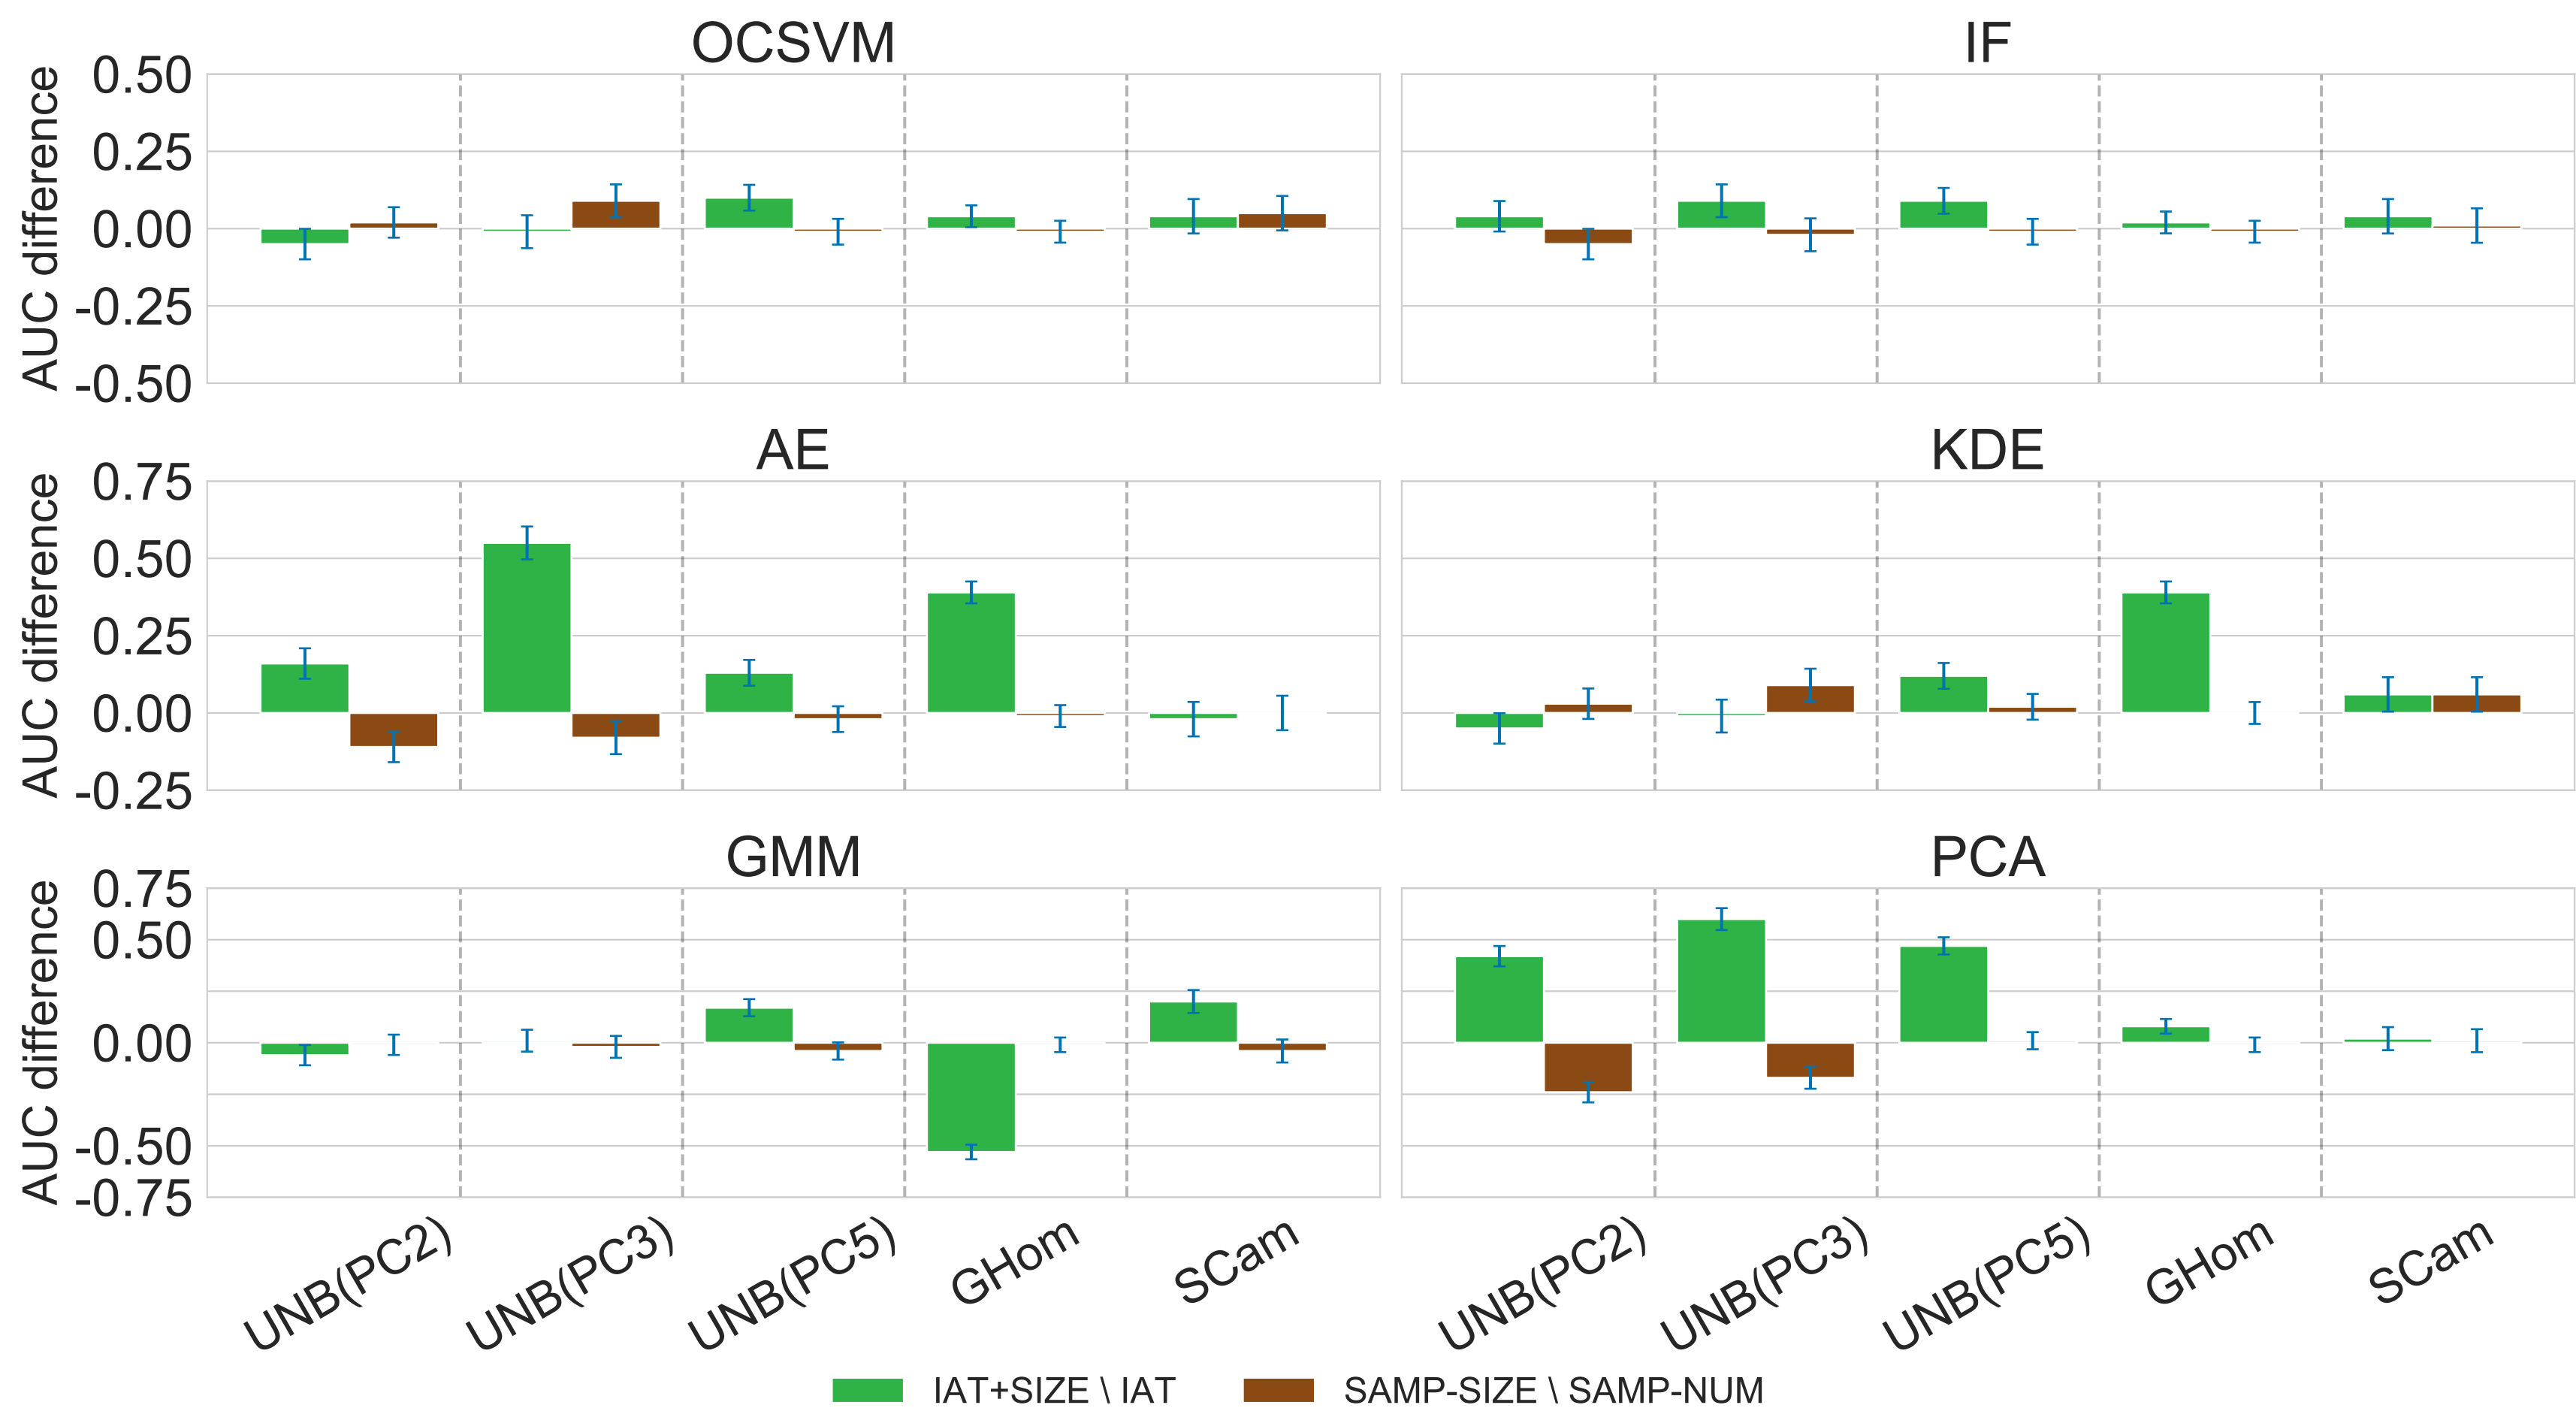 OCSVM
IF
AUC difference
0.50
0.25
0.00
-0.25
-0.50
AE
KDE
AUC difference
0.75
0.50
0.25
0.00
-0.25
GMM
PCA
AUC difference
0.75
0.50
0.00
-0.50
-0.75
UNB(PC2)
UNB(PC3)
UNB(PC5)
GHom
SCam
UNB(PC2)
UNB(PC3)
UNB(PC5)
GHom
SCam
IAT+SIZE \ IAT
SAMP-SIZE \ SAMP-NUM